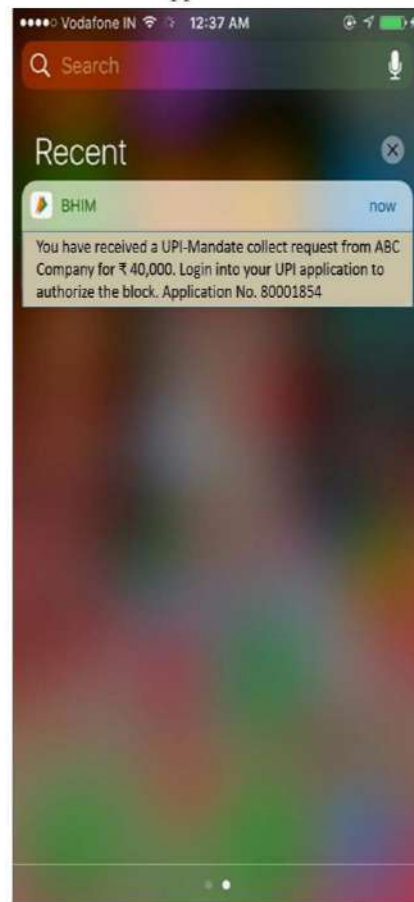 Vodafone IN 12:37 AM
Search
Recent
BHIM now
You have received a UPI-Mandate collect request from ABC
Company for ₹ 40,000. Login into your UPI application to
authorize the block. Application No. 80001854